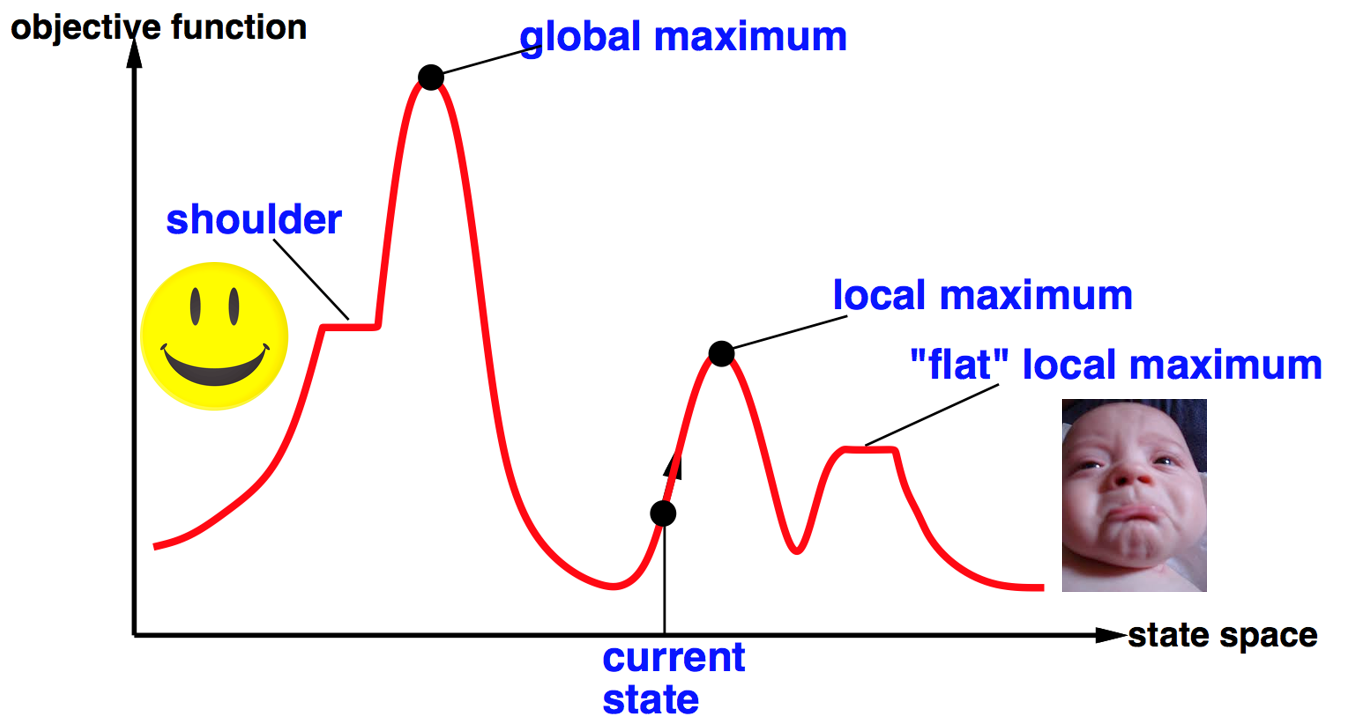 objective function
global maximum
shoulder
local maximum
"flat" local maximum
state space
current
state